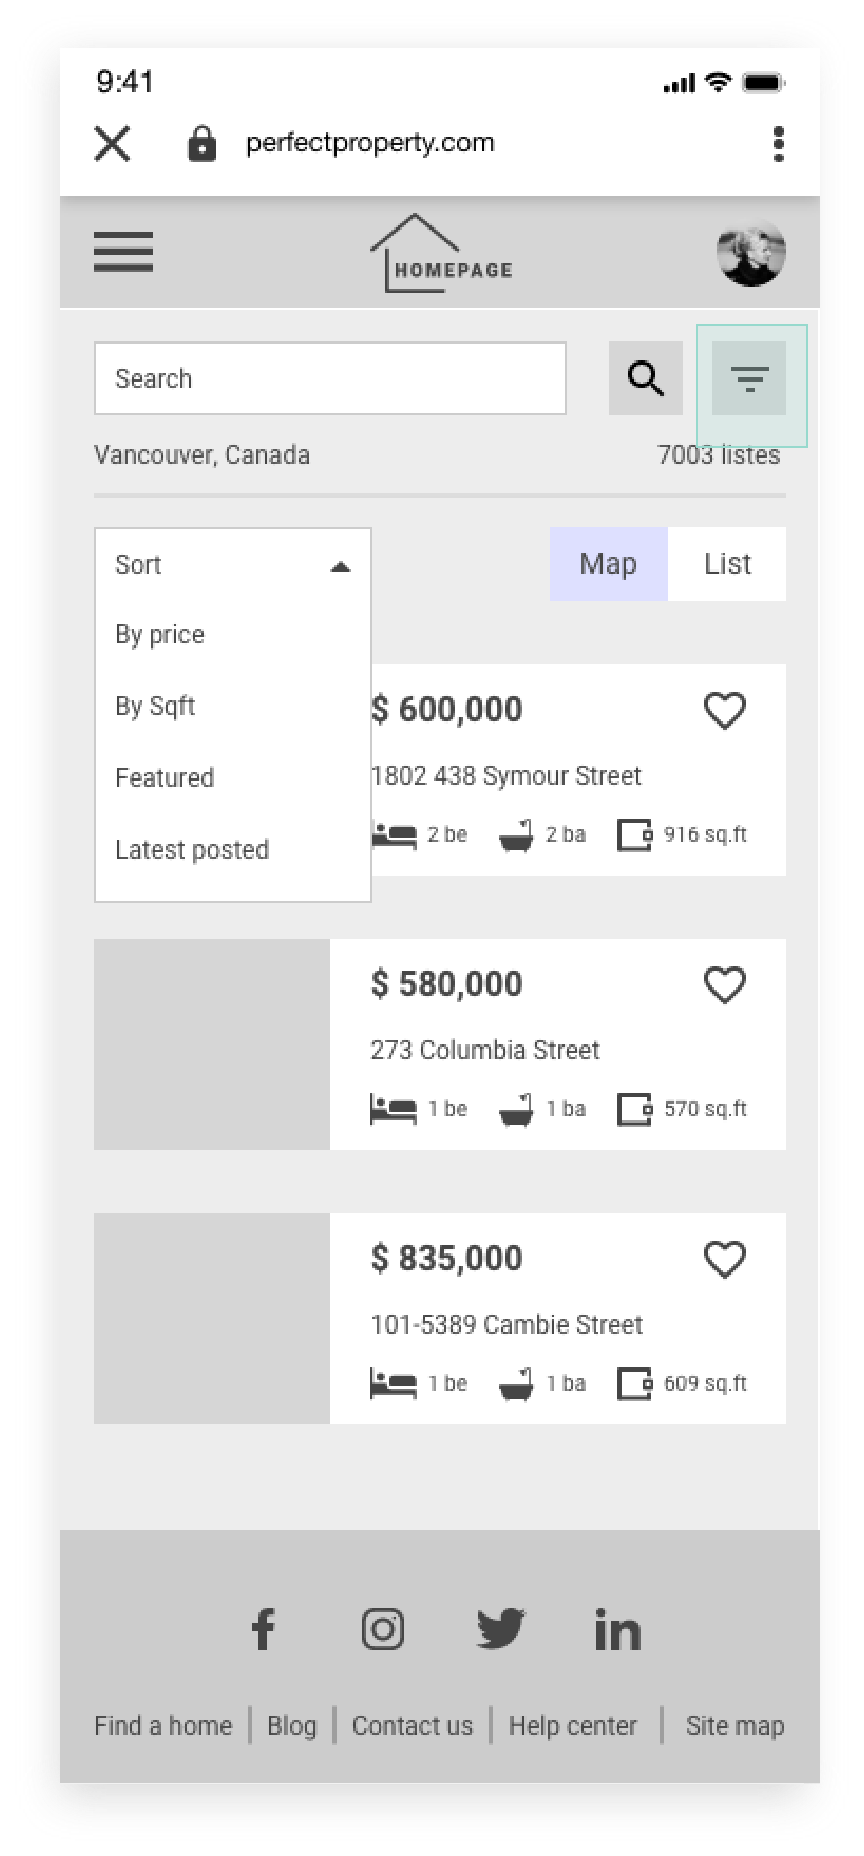 9:41
perfectproperty.com
HOMEPAGE
Search
Vancouver, Canada 7003 listes
Sort
Map List
By price
By Sqft
Featured
Latest posted
$ 600,000
1802 438 Symour Street
2 be 2 ba 916 sq.ft
$ 580,000
273 Columbia Street
1 be 1 ba 570 sq.ft
$ 835,000
101-5389 Cambie Street
1 be 1 ba 609 sq.ft
Find a home | Blog | Contact us | Help center | Site map